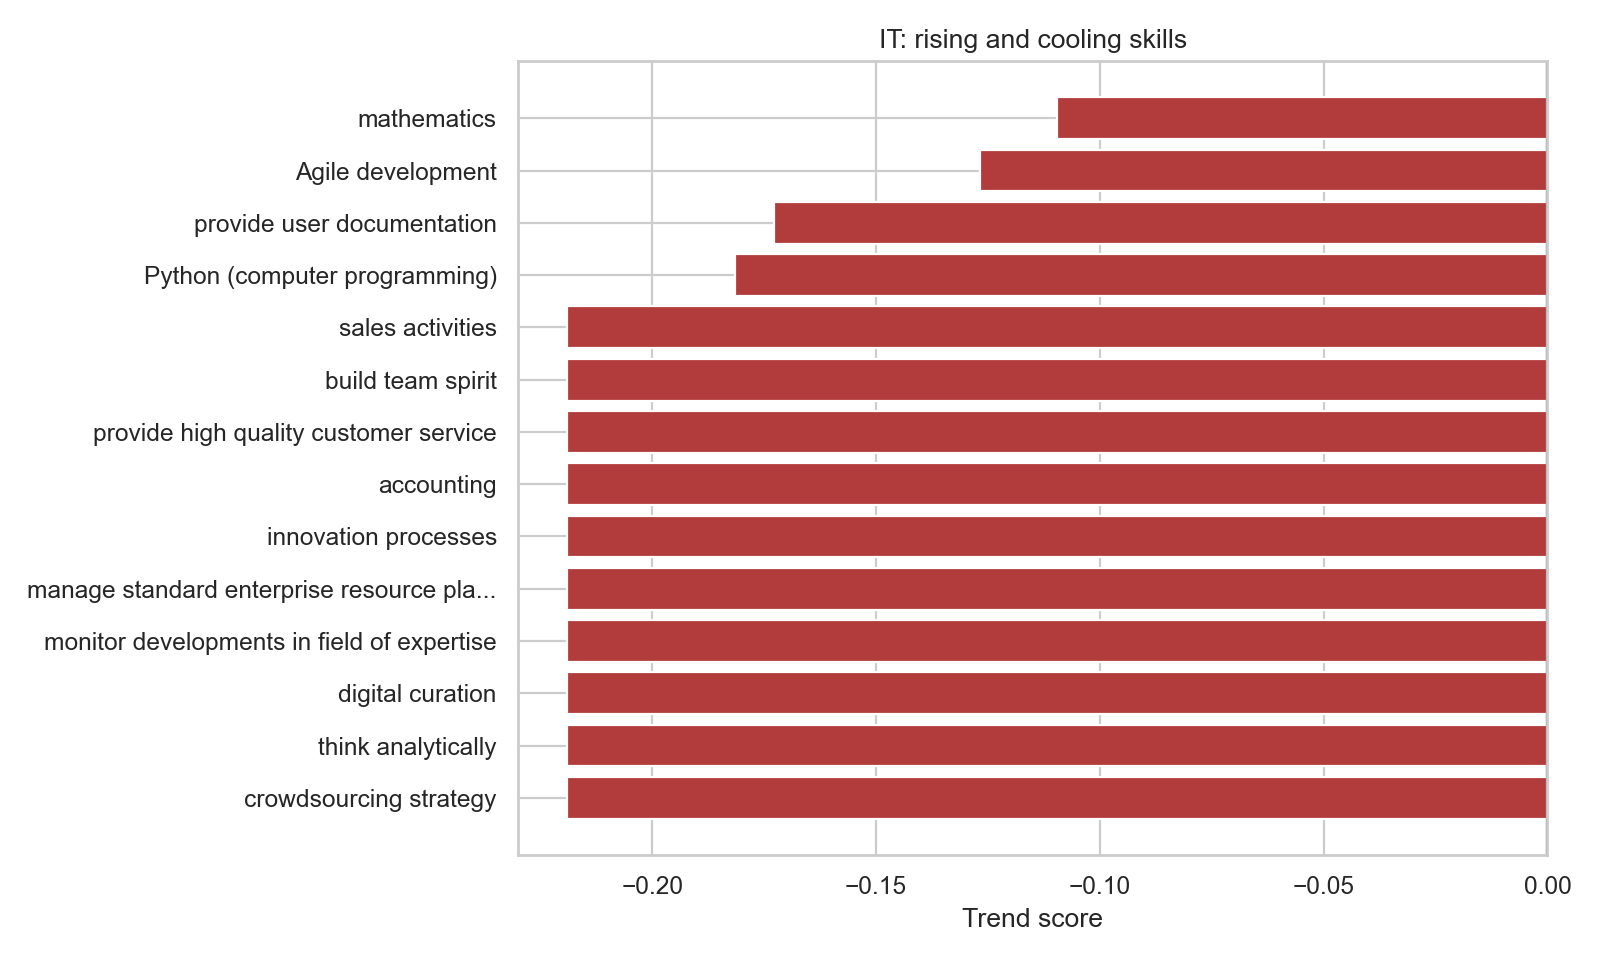 IT: rising and cooling skills
mathematics
Agile development
provide user documentation
Python (computer programming)
sales activities
build team spirit
provide high quality customer service
accounting
innovation processes
manage standard enterprise resource pla...
monitor developments in field of expertise
digital curation
think analytically
crowdsourcing strategy
−0.20 −0.15 −0.10 −0.05 0.00
Trend score